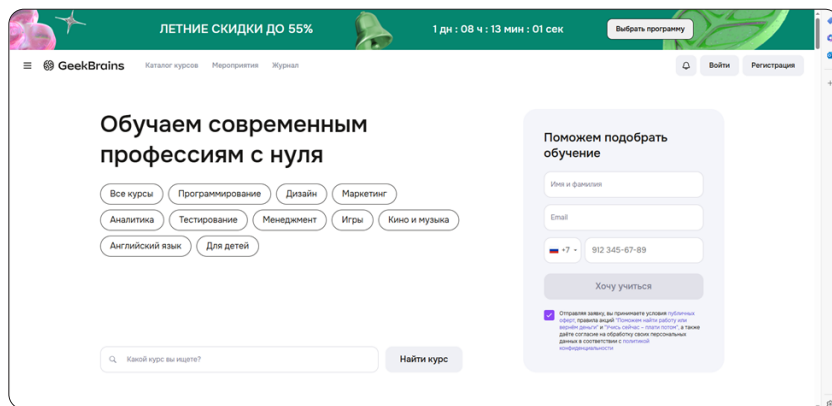 ЛЕТНИЕ СКИДКИ ДО 55%
1 дн : 08 ч : 13 мин : 01 сек
Выбрать программу
GeekBrains
Каталог курсов
Мероприятия
Журнал
Войти
Регистрация
Обучаем современным
профессиям с нуля
Все курсы
Программирование
Дизайн
Маркетинг
Аналитика
Тестирование
Менеджмент
Игры
Кино и музыка
Английский язык
Для детей
Какой курс вы ищете?
Найти курс
Поможем подобрать
обучение
Имя и фамилия
Email
+7
912 345-67-89
Хочу учиться
Отправляя заявку, вы принимаете условия публичных
оферт, правила акций "Поможем найти работу или
вернём деньги" и "Учись сейчас – плати потом", а также
даёте согласие на обработку своих персональных
данных в соответствии с политикой
конфиденциальности